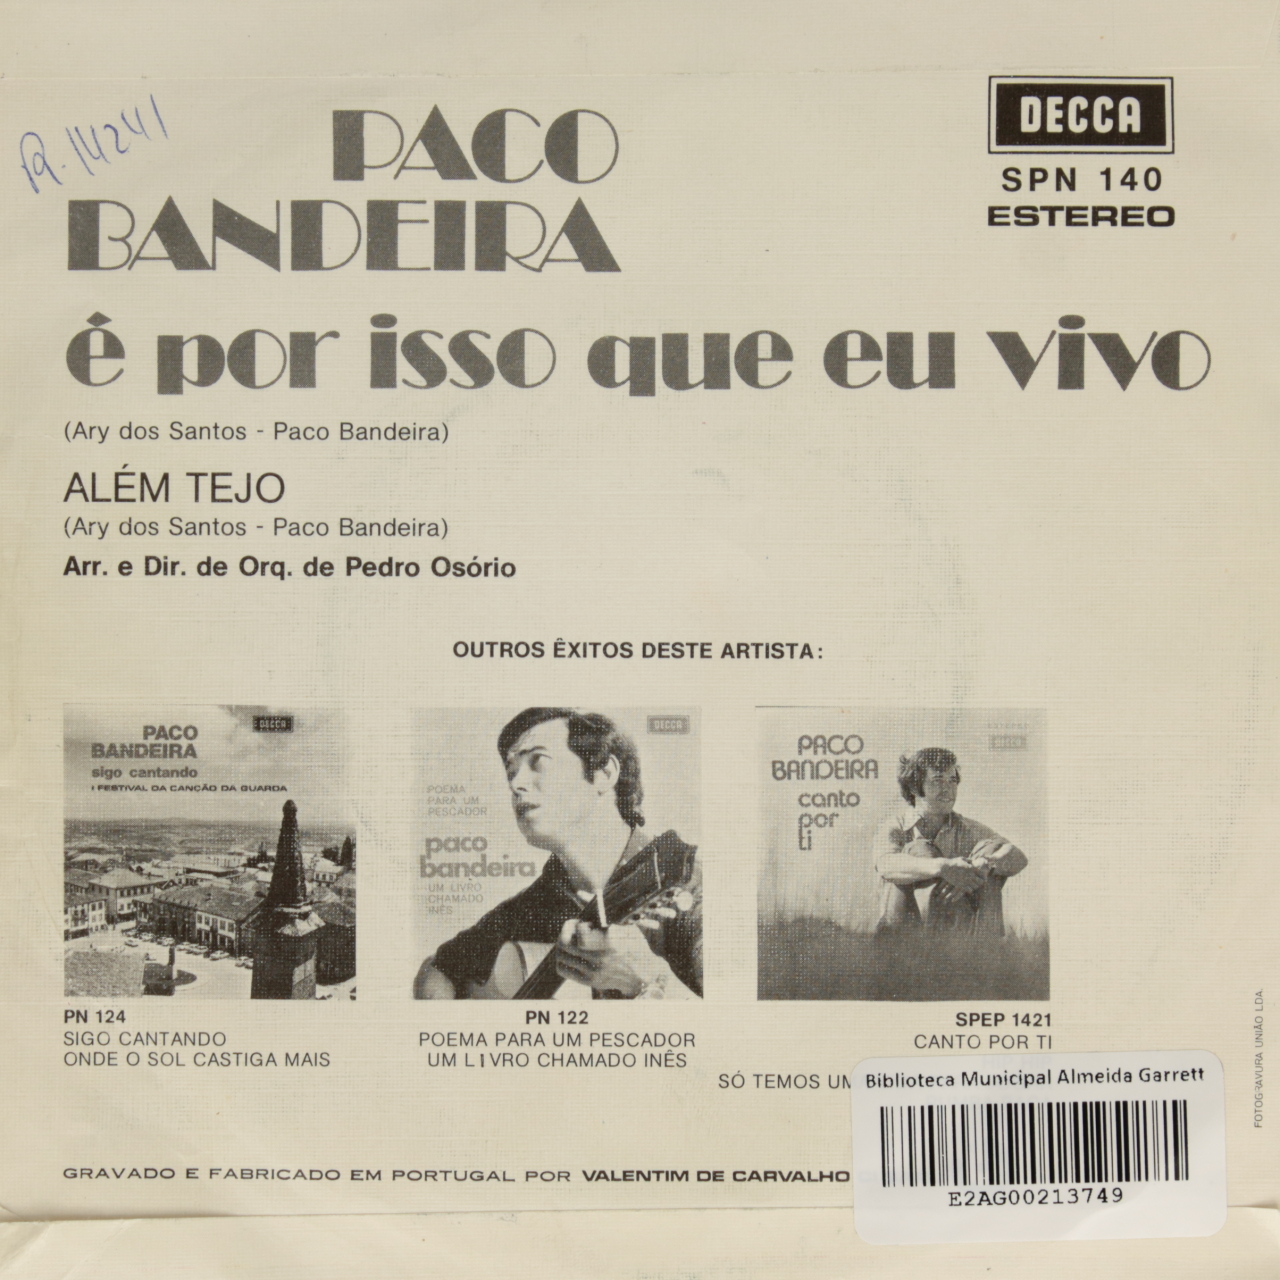 R. 14241
DECCA
SPN 140
ESTEREO
PACO
BANDEIRA
é por isso que eu vivo
(Ary dos Santos - Paco Bandeira)
ALÉM TEJO
(Ary dos Santos - Paco Bandeira)
Arr. e Dir. de Orq. de Pedro Osório
OUTROS ÊXITOS DESTE ARTISTA:
PACO
BANDEIRA
sigo cantando
I FESTIVAL DA CANÇÃO DA GUARDA
DECCA
DECCA
POEMA
PARA UM
PESCADOR
paco
bandeira
UM LIVRO
CHAMADO
INÊS
PACO
BANDEIRA
canto
por
ti
DECCA
PN 124
SIGO CANTANDO
ONDE O SOL CASTIGA MAIS
PN 122
POEMA PARA UM PESCADOR
UM LIVRO CHAMADO INÊS
SPEP 1421
CANTO POR TI
SÓ TEMOS UM
GRAVADO E FABRICADO EM PORTUGAL POR VALENTIM DE CARVALHO
Biblioteca Municipal Almeida Garrett
E2AG00213749
FOTOGRAVURA UNIÃO LDA.